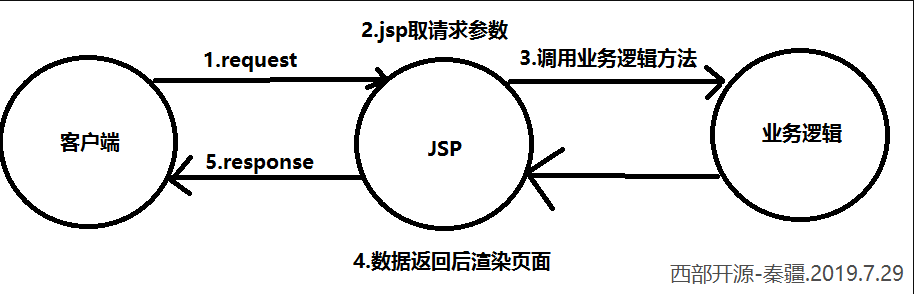 2.jsp取请求参数
1.request
3.调用业务逻辑方法
客户端
JSP
业务逻辑
5.response
4.数据返回后渲染页面
西部开源-秦疆.2019.7.29